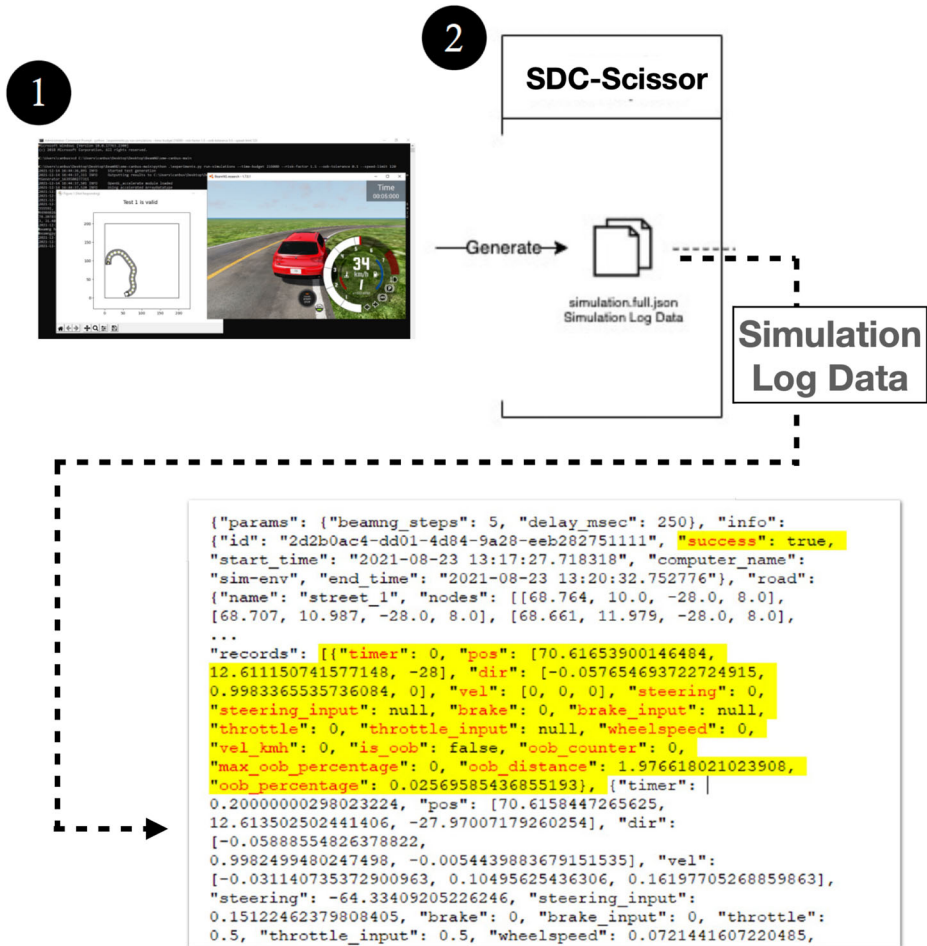 1
2
SDC-Scissor
Test 1 is valid
Time
34
km/h
Generate
simulation.full.json
Simulation Log Data
Simulation
Log Data
{"params": {"beamng_steps": 5, "delay_msec": 250}, "info":
{"id": "2d2b0ac4-dd01-4d84-9a28-eeb282751111", "success": true,
"start_time": "2021-08-23 13:17:27.718318", "computer_name":
"sim-env", "end_time": "2021-08-23 13:20:32.752776"}, "road":
{"name": "street_1", "nodes": [[68.764, 10.0, -28.0, 8.0],
[68.707, 10.987, -28.0, 8.0], [68.661, 11.979, -28.0, 8.0],
...
"records": [{"timer": 0, "pos": [70.61653900146484,
12.611150741577148, -28], "dir": [-0.057654693722724915,
0.9983365535736084, 0], "vel": [0, 0, 0], "steering": 0,
"steering_input": null, "brake": 0, "brake_input": null,
"throttle": 0, "throttle_input": null, "wheelspeed": 0,
"vel_kmh": 0, "is_oob": false, "oob_counter": 0,
"max_oob_percentage": 0, "oob_distance": 1.976618021023908,
"oob_percentage": 0.02569585436855193}, {"timer":
0.20000000298023224, "pos": [70.6158447265625,
12.613502502441406, -27.97007179260254], "dir":
[-0.05888554826378822,
0.9982499480247498, -0.0054439883679151535], "vel":
[-0.031140735372900963, 0.10495625436306, 0.16197705268859863],
"steering": -64.33409205226246, "steering_input":
0.15122462379808405, "brake": 0, "brake_input": 0, "throttle":
0.5, "throttle_input": 0.5, "wheelspeed": 0.0721441607220485,